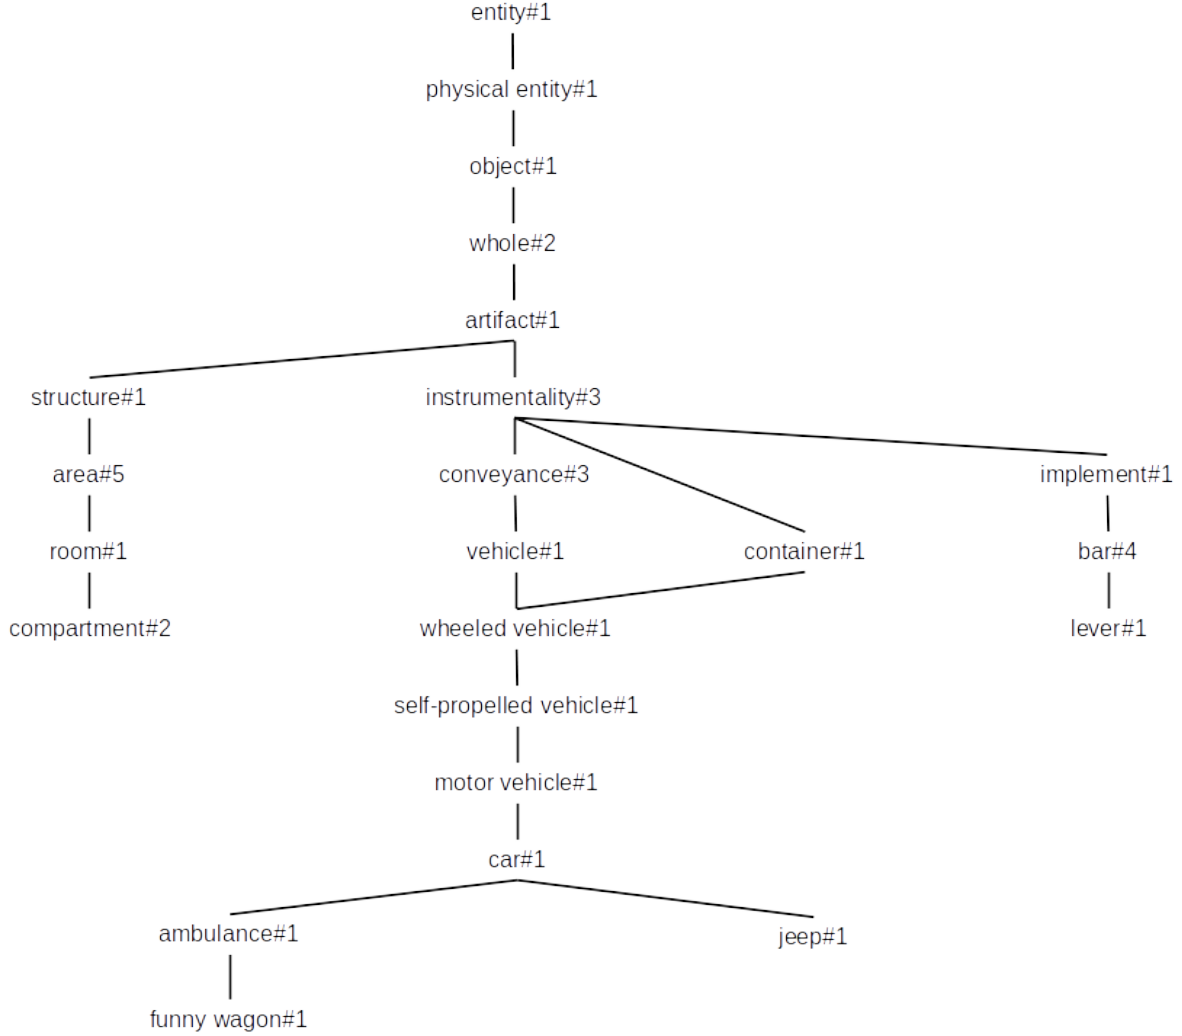 entity#1
physical entity#1
object#1
whole#2
artifact#1
structure#1
instrumentality#3
area#5
conveyance#3
implement#1
room#1
vehicle#1
container#1
bar#4
compartment#2
wheeled vehicle#1
lever#1
self-propelled vehicle#1
motor vehicle#1
car#1
ambulance#1
jeep#1
funny wagon#1